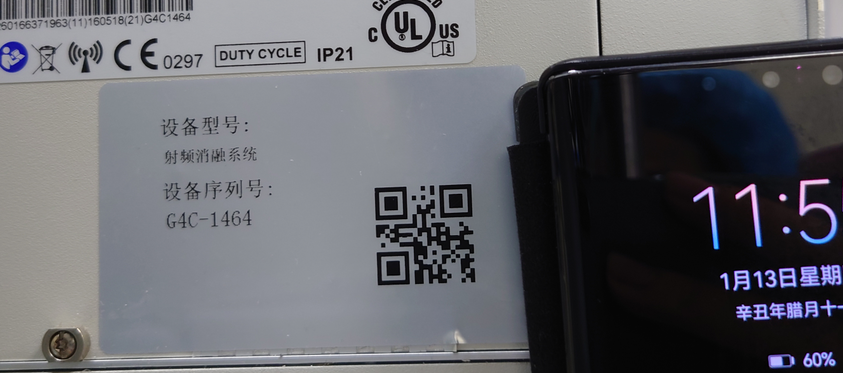 60166371963(11)160518(21)G4C1464
CERTIFIED
C UL US
CE 0297
DUTY CYCLE
IP21
设备型号:
射频消融系统
设备序列号:
G4C-1464
11:5
1月13日星期
辛丑年腊月十一
60%